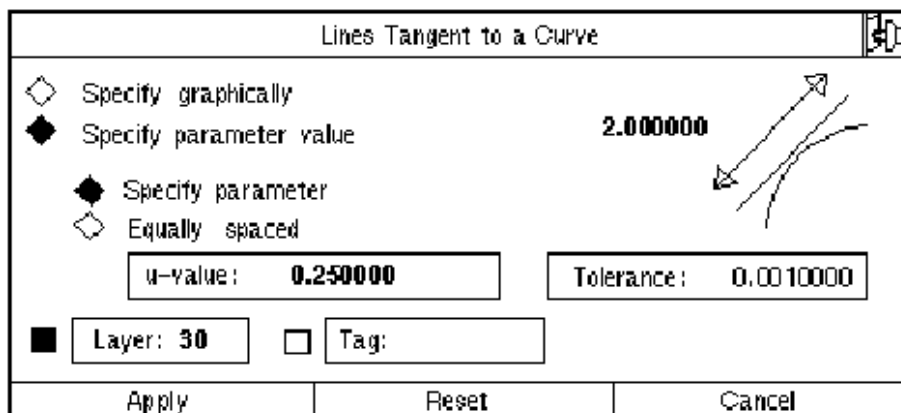 Lines Tangent to a Curve
Specify graphically
Specify parameter value
2.000000
Specify parameter
Equally spaced
u-value: 0.250000
Tolerance: 0.0010000
Layer: 30
Tag:
Apply
Reset
Cancel